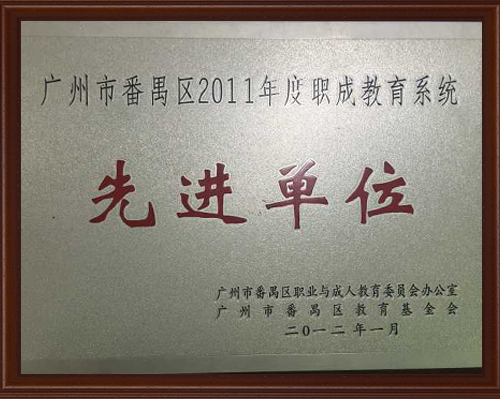 广州市番禺区2011年度职成教育系统
先进单位
广州市番禺区职业与成人教育委员会办公室
广州市番禺区教育基金会
二0一二年一月